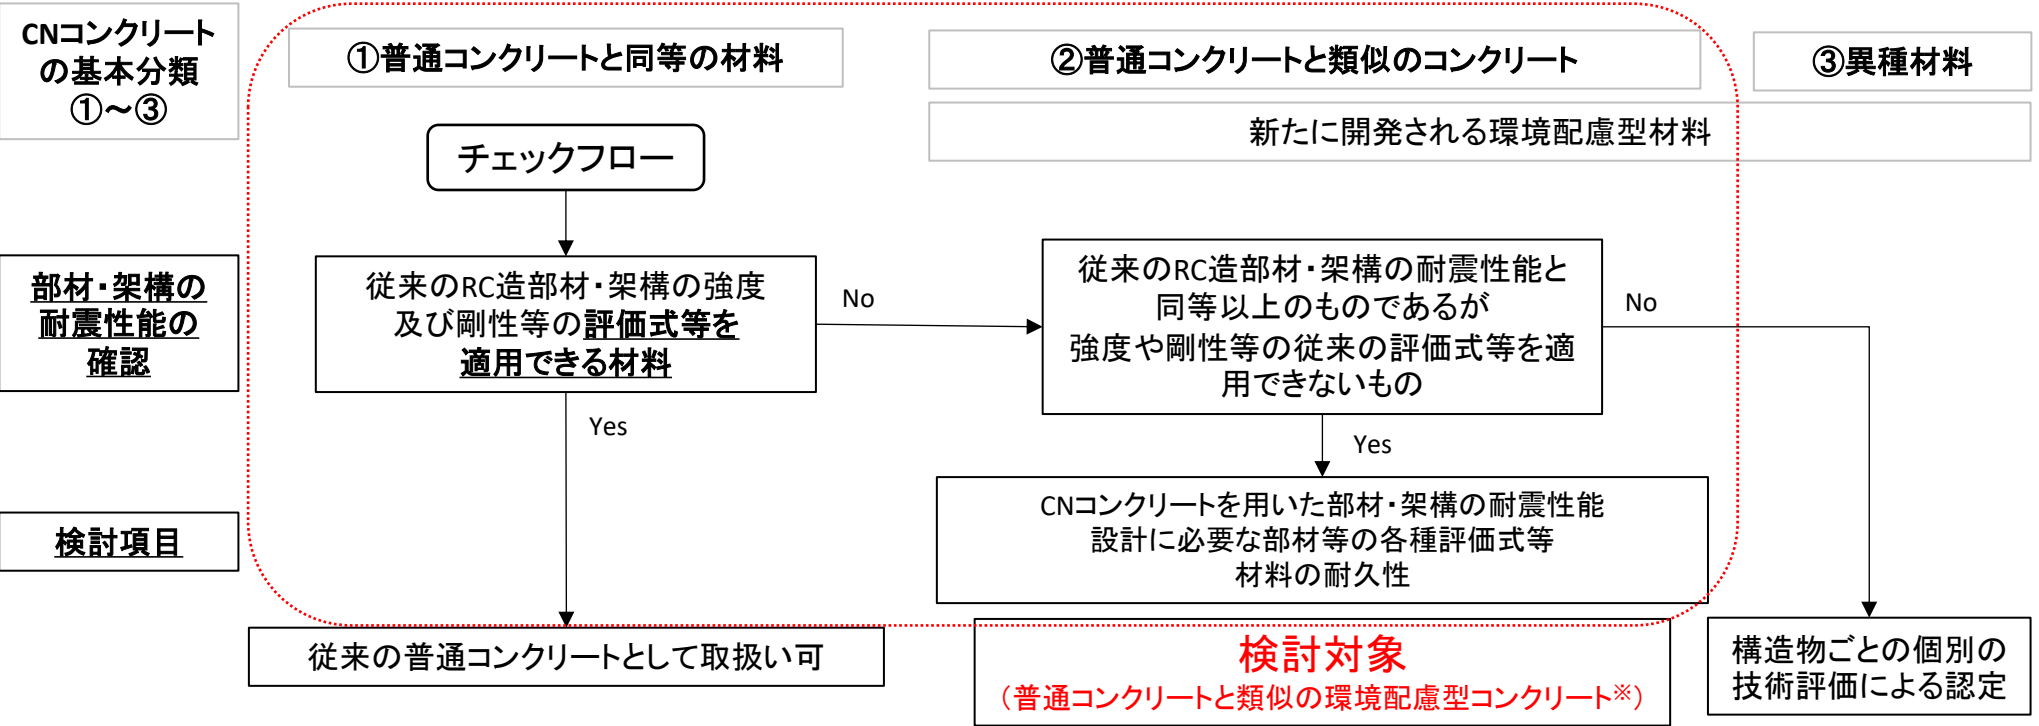 CNコンクリート
の基本分類
①～③
①普通コンクリートと同等の材料
②普通コンクリートと類似のコンクリート
③異種材料
新たに開発される環境配慮型材料
チェックフロー
部材・架構の
耐震性能の
確認
従来のRC造部材・架構の強度
及び剛性等の評価式等を
適用できる材料
No
従来のRC造部材・架構の耐震性能と
同等以上のものであるが
強度や剛性等の従来の評価式等を適
用できないもの
No
Yes
Yes
検討項目
CNコンクリートを用いた部材・架構の耐震性能
設計に必要な部材等の各種評価式等
材料の耐久性
従来の普通コンクリートとして取扱い可
検討対象
（普通コンクリートと類似の環境配慮型コンクリート※）
構造物ごとの個別の
技術評価による認定